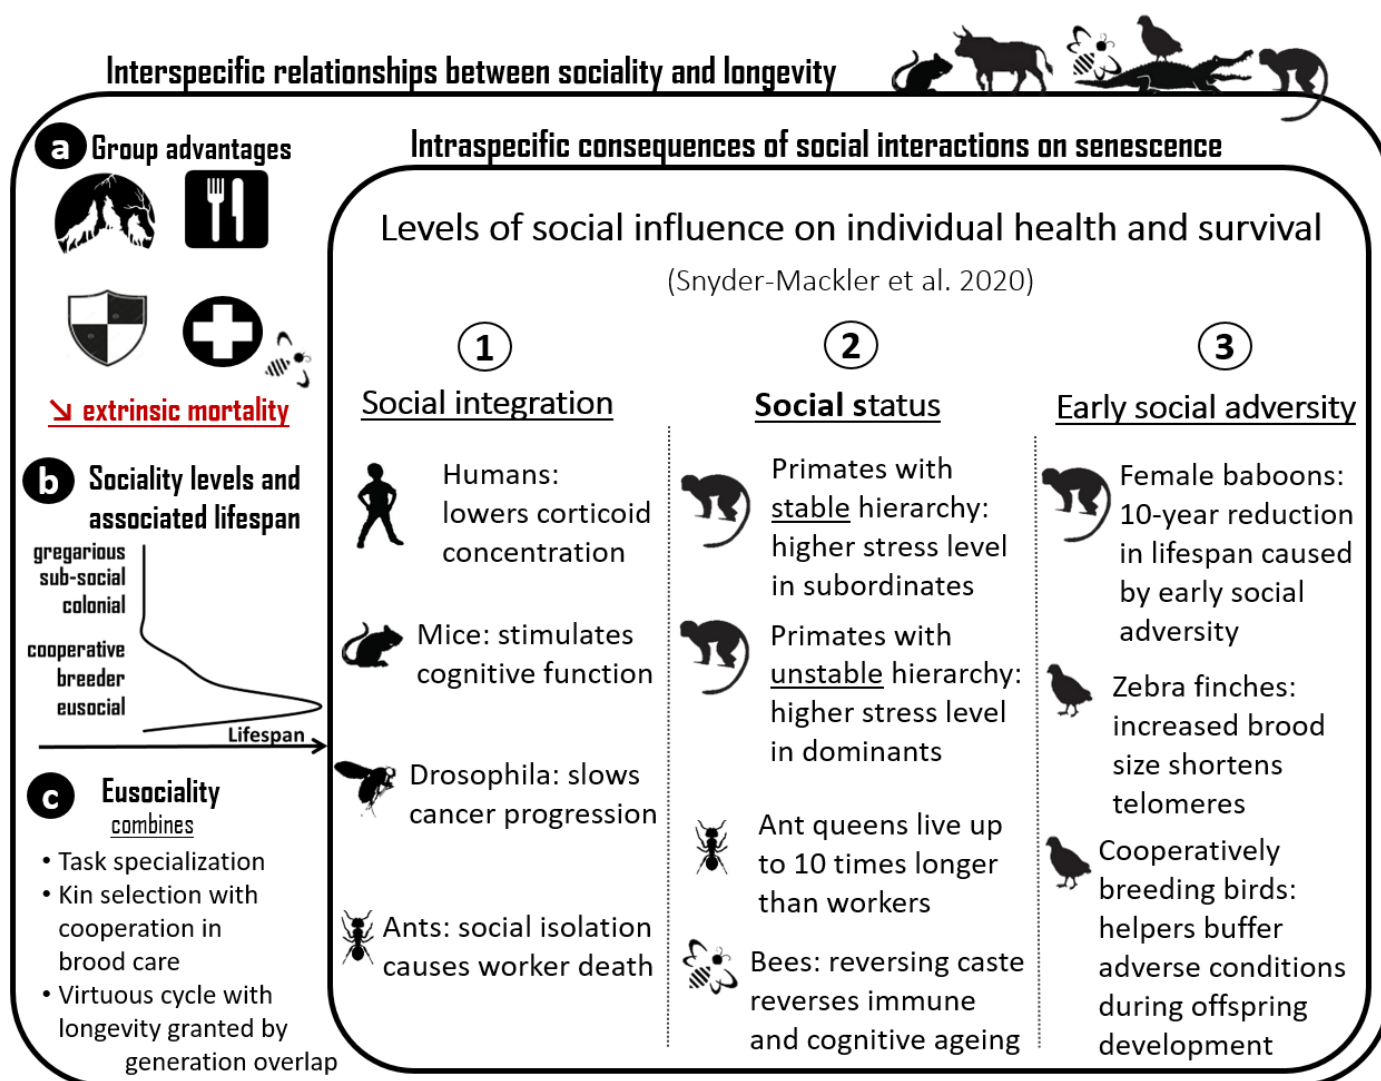 Interspecific relationships between sociality and longevity
a Group advantages
↘ extrinsic mortality
b Sociality levels and
associated lifespan
gregarious
sub-social
colonial
cooperative
breeder
eusocial
Lifespan
c Eusociality
combines
• Task specialization
• Kin selection with
cooperation in
brood care
• Virtuous cycle with
longevity granted by
generation overlap
Intraspecific consequences of social interactions on senescence
Levels of social influence on individual health and survival
(Snyder-Mackler et al. 2020)
1
Social integration
Humans:
lowers corticoid
concentration
Mice: stimulates
cognitive function
Drosophila: slows
cancer progression
Ants: social isolation
causes worker death
2
Social status
Primates with
stable hierarchy:
higher stress level
in subordinates
Primates with
unstable hierarchy:
higher stress level
in dominants
Ant queens live up
to 10 times longer
than workers
Bees: reversing caste
reverses immune
and cognitive ageing
3
Early social adversity
Female baboons:
10-year reduction
in lifespan caused
by early social
adversity
Zebra finches:
increased brood
size shortens
telomeres
Cooperatively
breeding birds:
helpers buffer
adverse conditions
during offspring
development